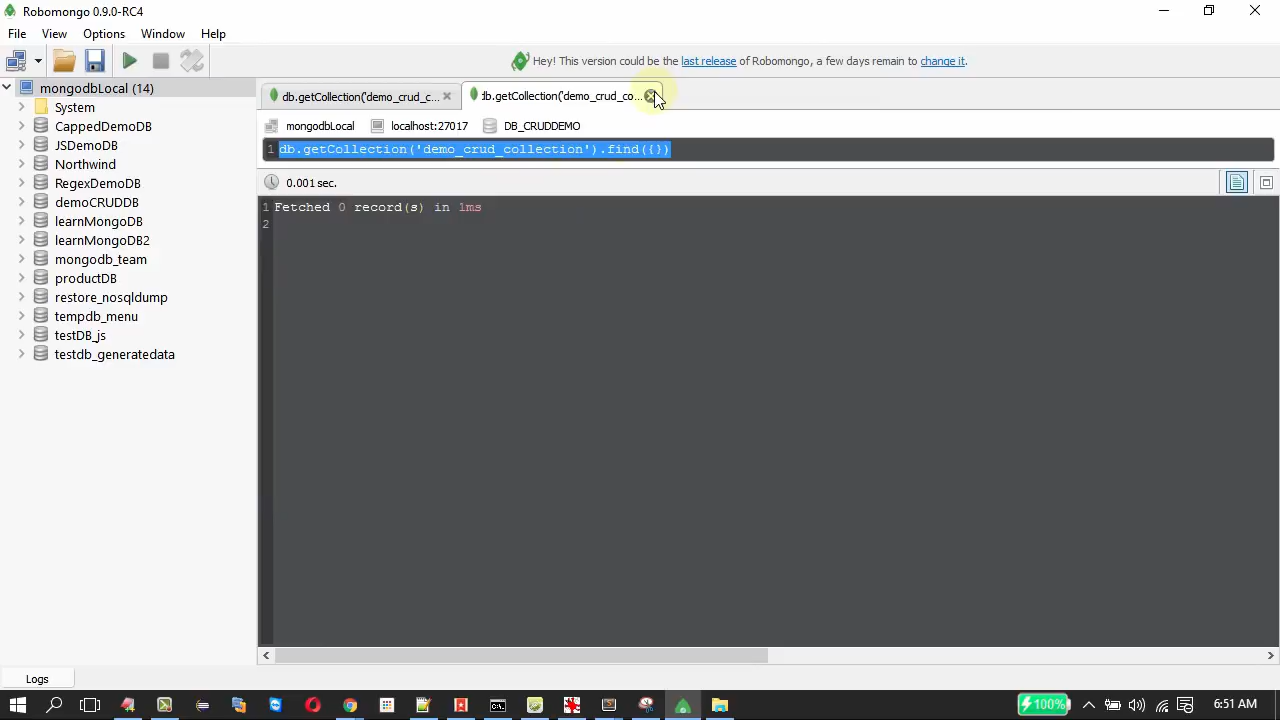 Robomongo 0.9.0-RC4
File View Options Window Help
Hey! This version could be the last release of Robomongo, a few days remain to change it.
mongodbLocal (14)
System
CappedDemoDB
JSDemoDB
Northwind
RegexDemoDB
demoCRUDDB
learnMongoDB
learnMongoDB2
mongodb_team
productDB
restore_nosqldump
tempdb_menu
testDB_js
testdb_generatedata
db.getCollection('demo_crud_c... db.getCollection('demo_crud_co...
mongodbLocal localhost:27017 DB_CRUDDEMO
1 db.getCollection('demo_crud_collection').find({})
0.001 sec.
1 Fetched 0 record(s) in 1ms
2
Logs
100% 6:51 AM